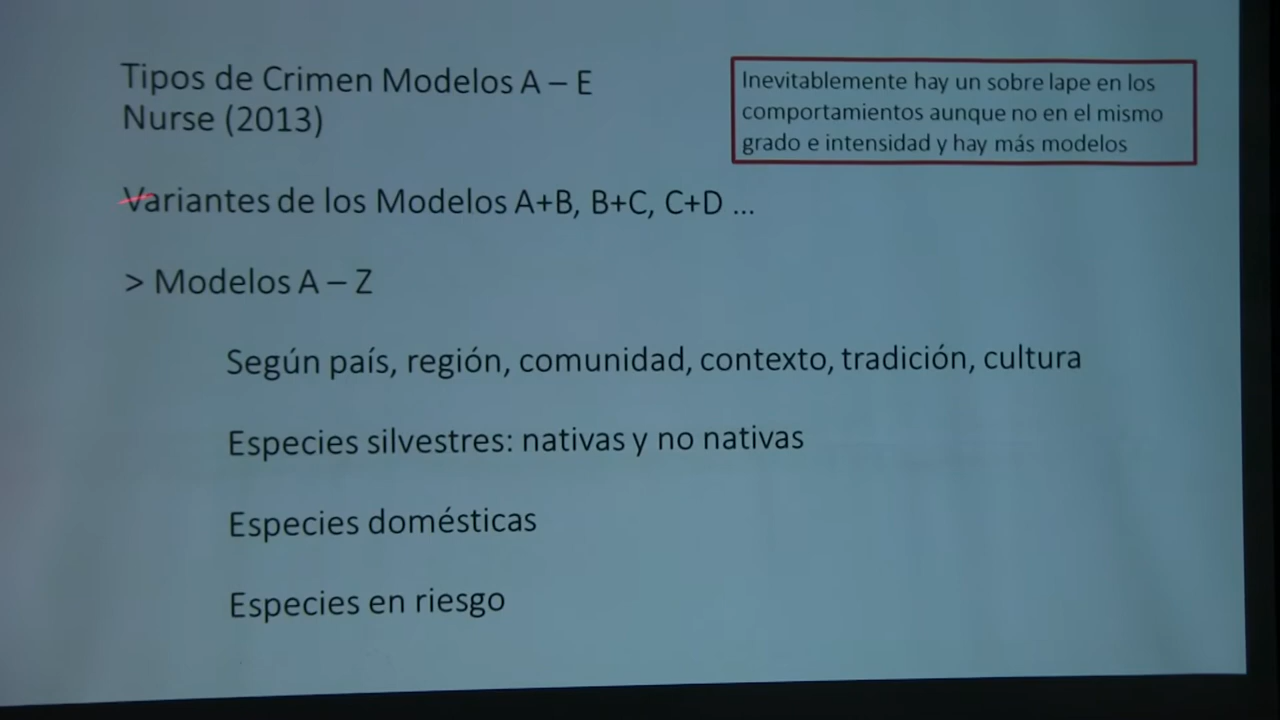 Tipos de Crimen Modelos A – E
Nurse (2013)
Inevitablemente hay un sobre lape en los
comportamientos aunque no en el mismo
grado e intensidad y hay más modelos
Variantes de los Modelos A+B, B+C, C+D ...
> Modelos A – Z
Según país, región, comunidad, contexto, tradición, cultura
Especies silvestres: nativas y no nativas
Especies domésticas
Especies en riesgo